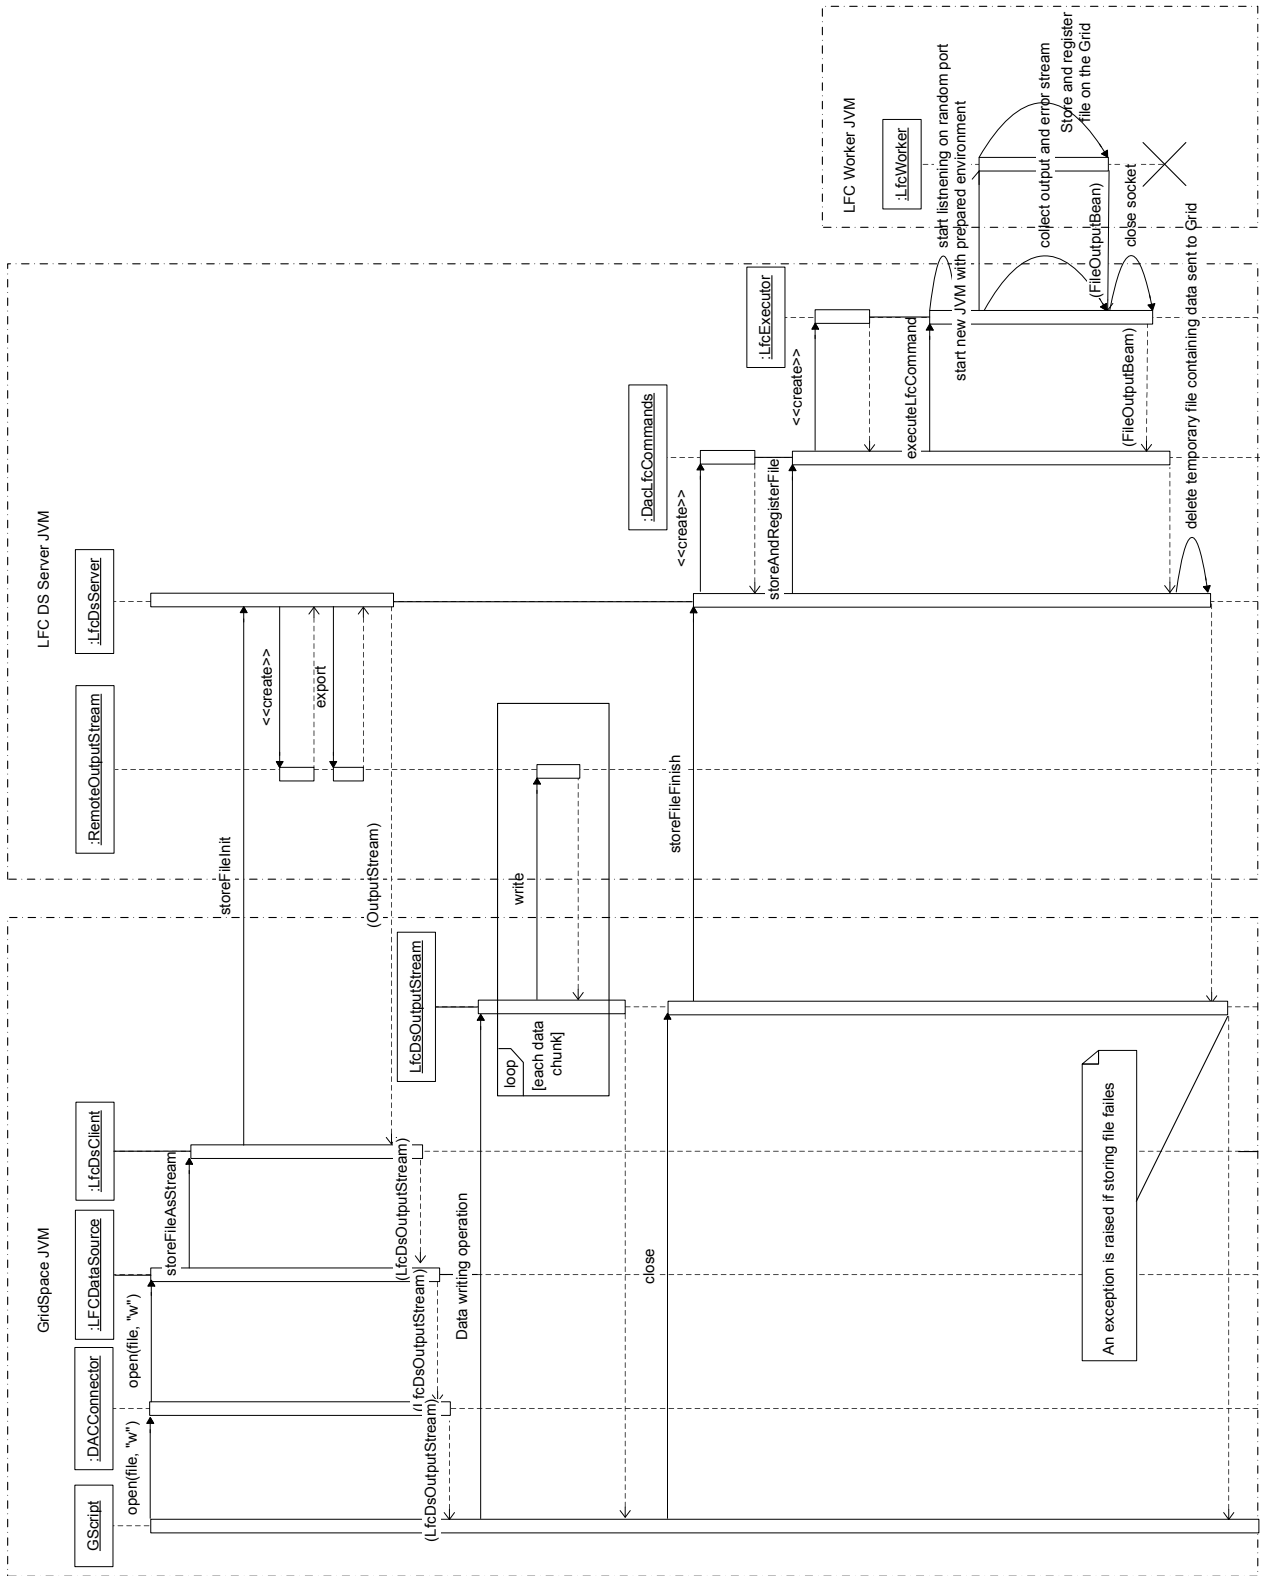 GridSpace JVM
LFC DS Server JVM
LFC Worker JVM
GScript
:DACConnector
:LFCDataSource
:LfcDsClient
LfcDsOutputStream
:RemoteOutputStream
:LfcDsServer
:DacLfcCommands
:LfcExecutor
:LfcWorker
open(file, "w")
open(file, "w")
storeFileAsStream
storeFileInit
<<create>>
export
(OutputStream)
(LfcDsOutputStream)
(LfcDsOutputStream)
(LfcDsOutputStream)
Data writing operation
loop
[each data
chunk]
write
close
storeFileFinish
<<create>>
storeAndRegisterFile
<<create>>
executeLfcCommand
start listnening on random port
start new JVM with prepared environment
collect output and error stream
Store and register
file on the Grid
(FileOutputBean)
close socket
(FileOutputBeam)
delete temporary file containing data sent to Grid
An exception is raised if storing file failes